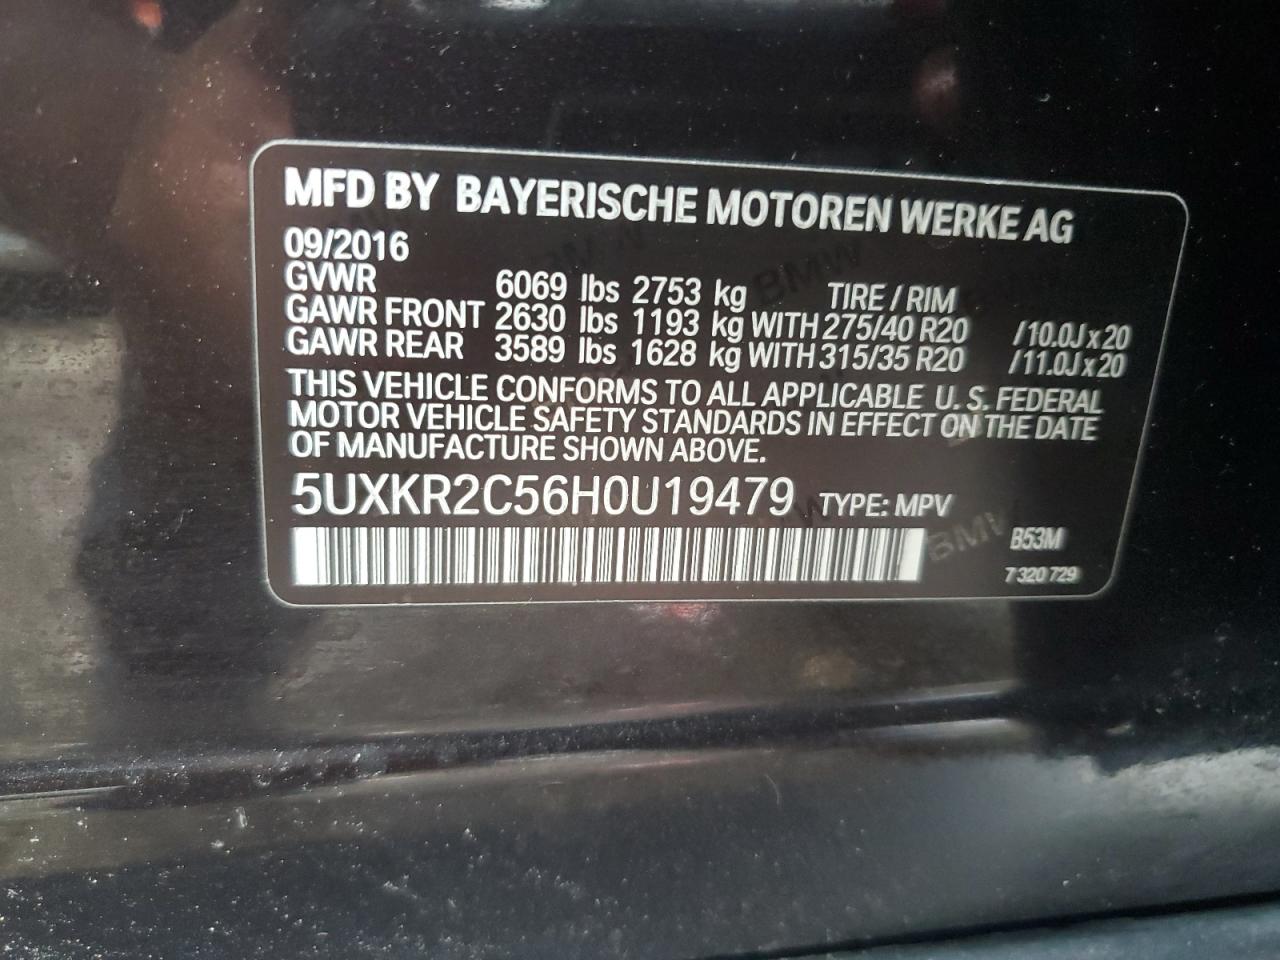 MFD BY BAYERISCHE MOTOREN WERKE AG
09/2016
GVWR 6069 lbs 2753 kg TIRE / RIM
GAWR FRONT 2630 lbs 1193 kg WITH 275/40 R20 /10.0J x 20
GAWR REAR 3589 lbs 1628 kg WITH 315/35 R20 /11.0J x 20
THIS VEHICLE CONFORMS TO ALL APPLICABLE U.S. FEDERAL
MOTOR VEHICLE SAFETY STANDARDS IN EFFECT ON THE DATE
OF MANUFACTURE SHOWN ABOVE.
5UXKR2C56H0U19479 TYPE: MPV
BMW
B53M
7 320 729